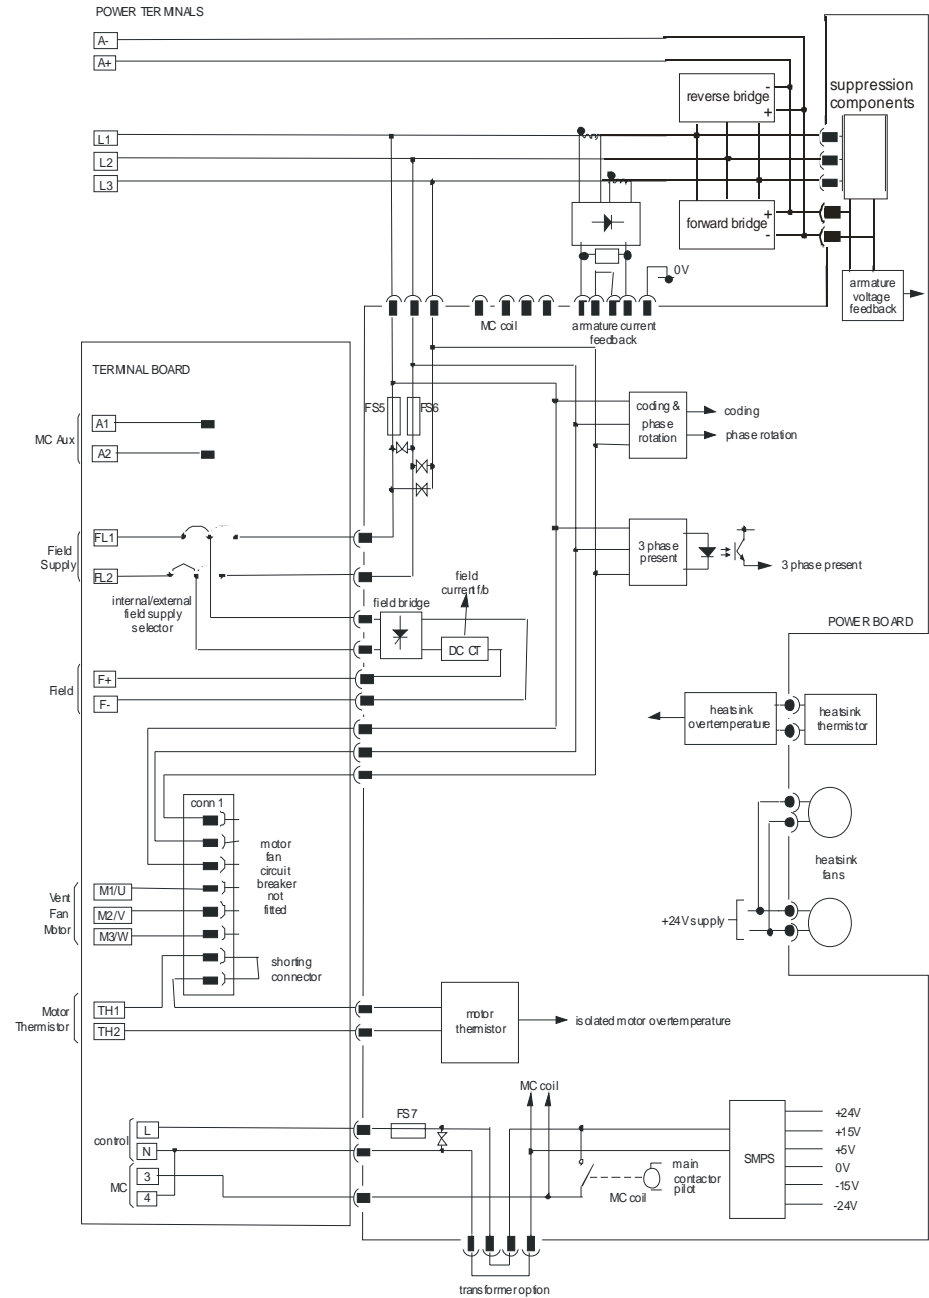 POWER TERMINALS
A-
A+
suppression
components
reverse bridge
-
+
L1
L2
L3
forward bridge
+
-
0V
armature
voltage
feedback
MC coil
armature current
feedback
TERMINAL BOARD
FS5
FS6
coding &
phase
rotation
coding
phase rotation
MC Aux
A1
A2
Field
Supply
FL1
FL2
3 phase
present
3 phase present
internal/external
field supply
selector
field
current f/b
field bridge
DC CT
POWER BOARD
Field
F+
F-
heatsink
overtemperature
heatsink
thermistor
conn 1
motor
fan
circuit
breaker
not
fitted
heatsink
fans
Vent
Fan
Motor
M1/U
M2/V
M3/W
+24V supply
shorting
connector
Motor
Thermistor
TH1
TH2
motor
thermistor
isolated motor overtemperature
MC coil
FS7
control
L
N
MC
3
4
main
contactor
pilot
MC coil
SMPS
+24V
+15V
+5V
0V
-15V
-24V
transformer option